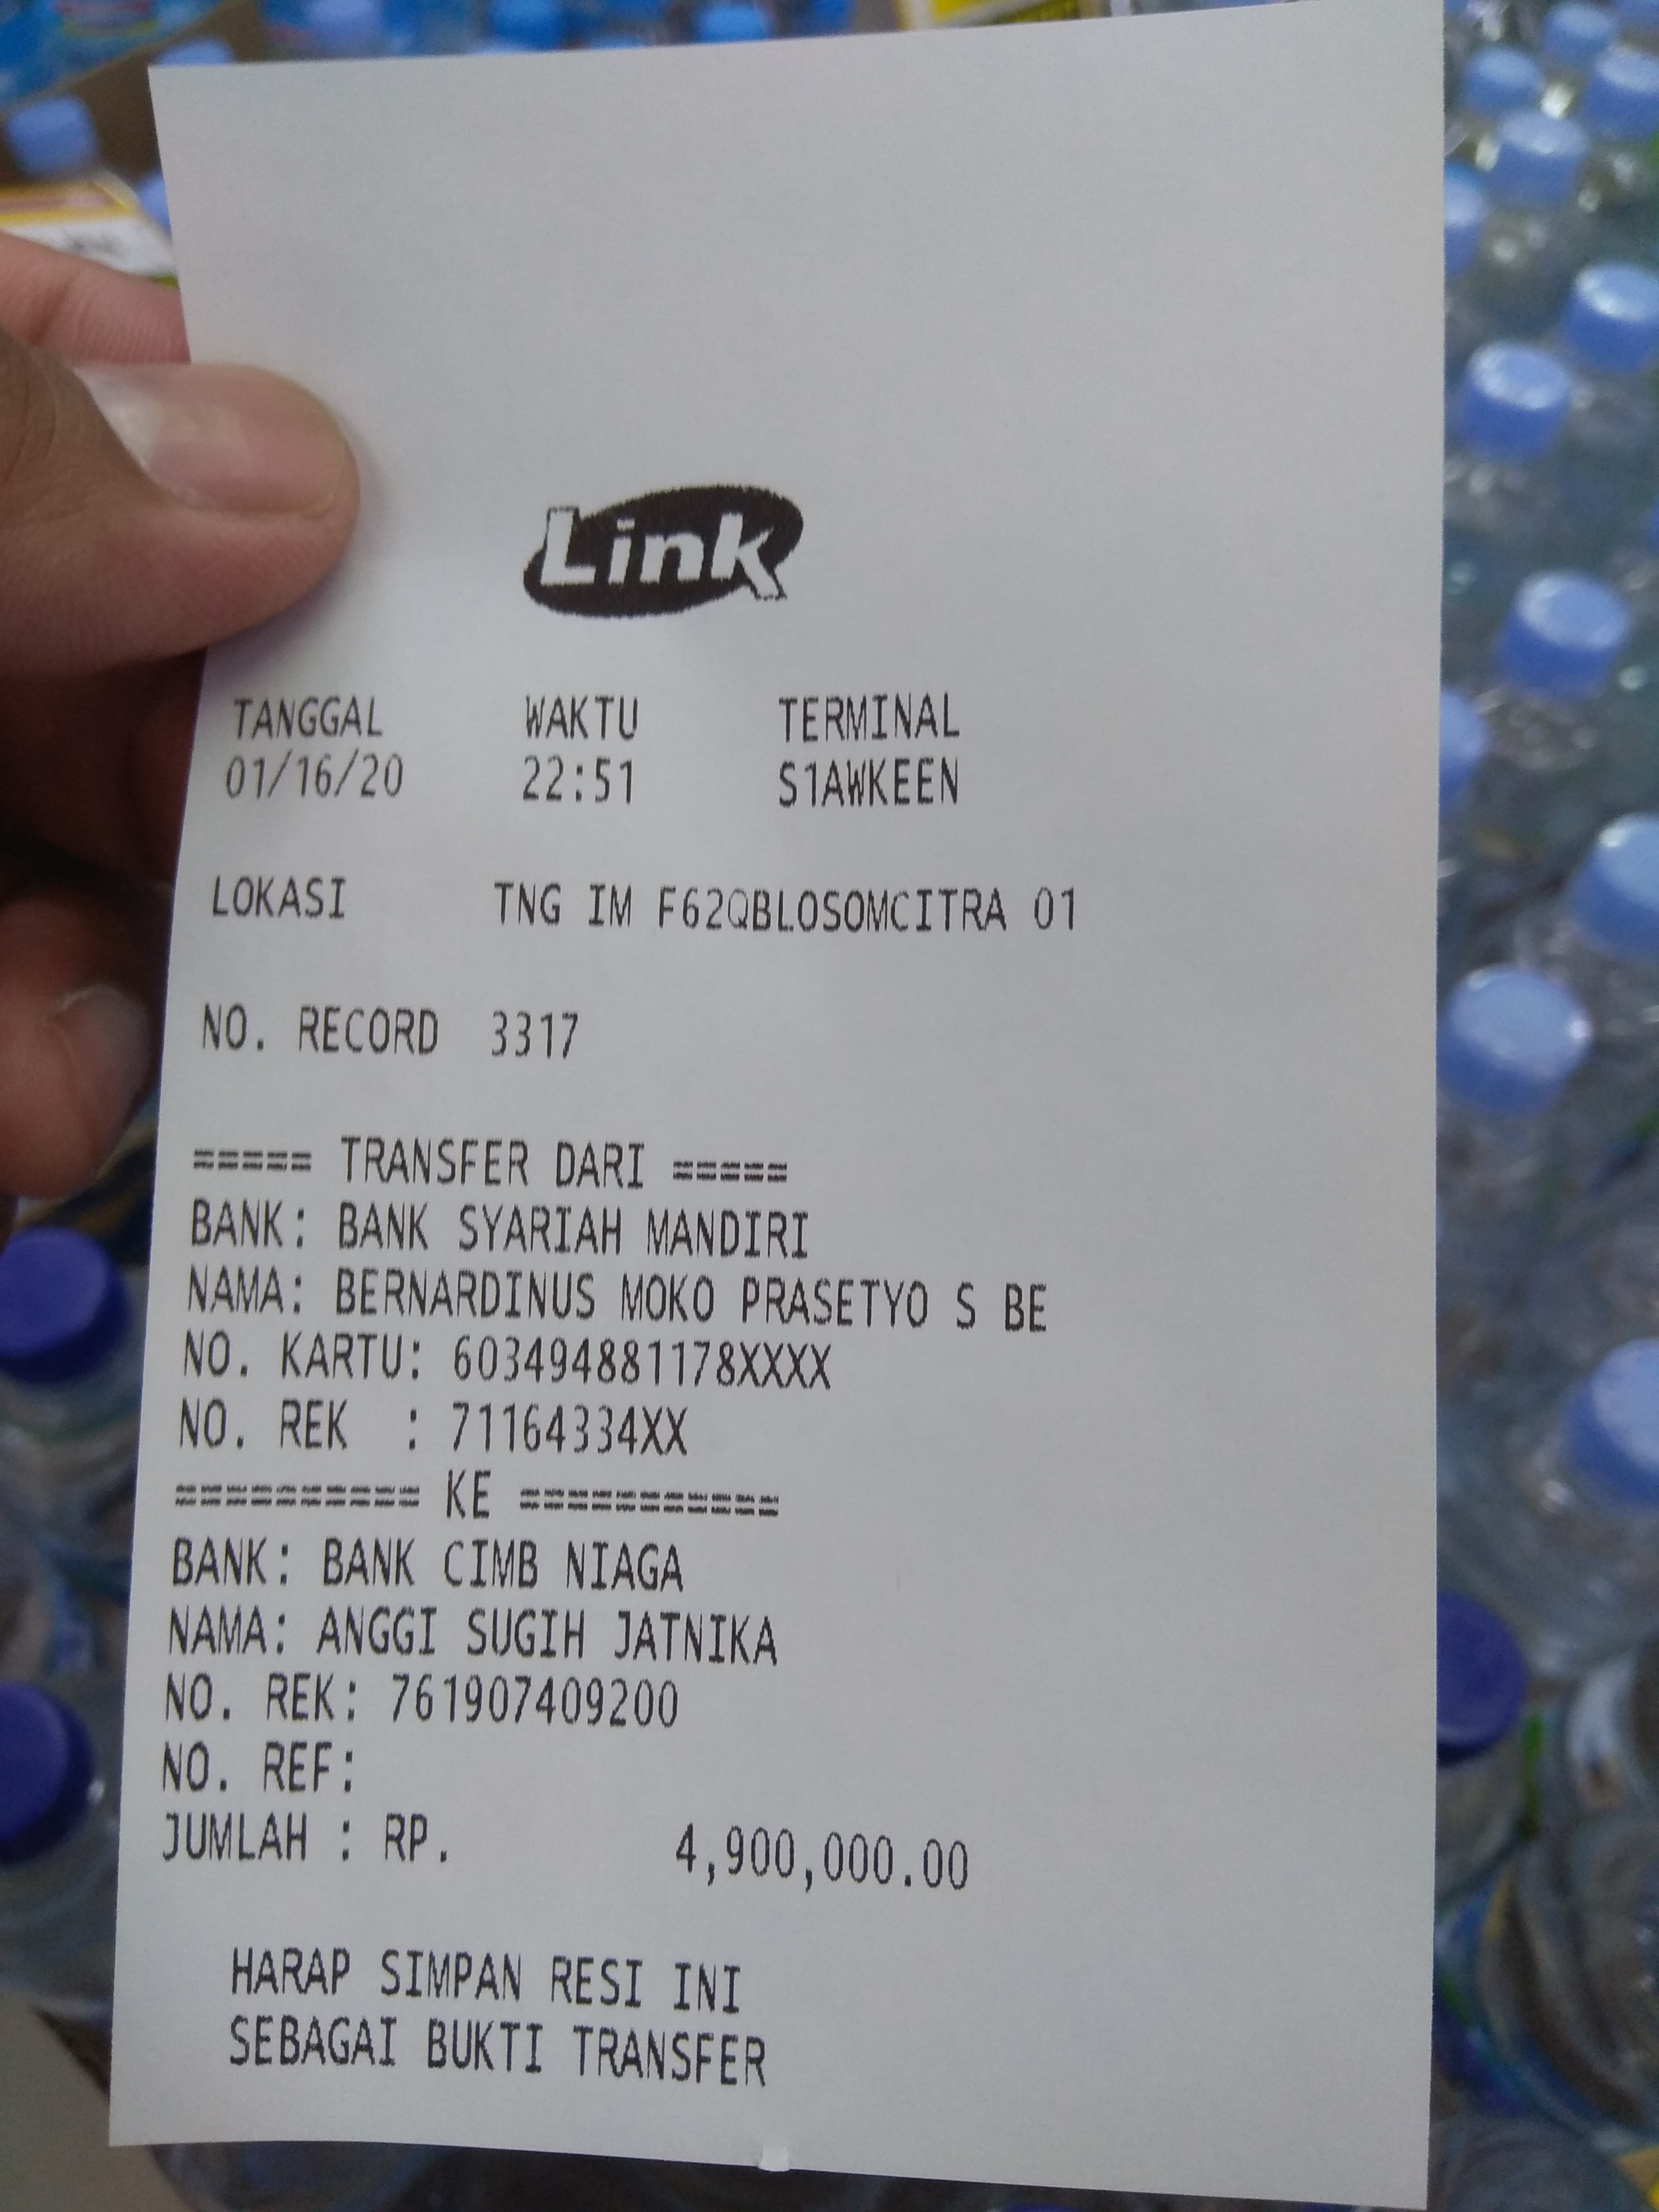 Link
TANGGAL WAKTU TERMINAL
01/16/20 22:51 S1AWKEEN
LOKASI TNG IM F62QBLOSOMCITRA 01
NO. RECORD 3317
===== TRANSFER DARI =====
BANK: BANK SYARIAH MANDIRI
NAMA: BERNARDINUS MOKO PRASETYO S BE
NO. KARTU: 603494881178XXXX
NO. REK : 71164334XX
========== KE ===========
BANK: BANK CIMB NIAGA
NAMA: ANGGI SUGIH JATNIKA
NO. REK: 761907409200
NO. REF:
JUMLAH : RP. 4,900,000.00
HARAP SIMPAN RESI INI
SEBAGAI BUKTI TRANSFER